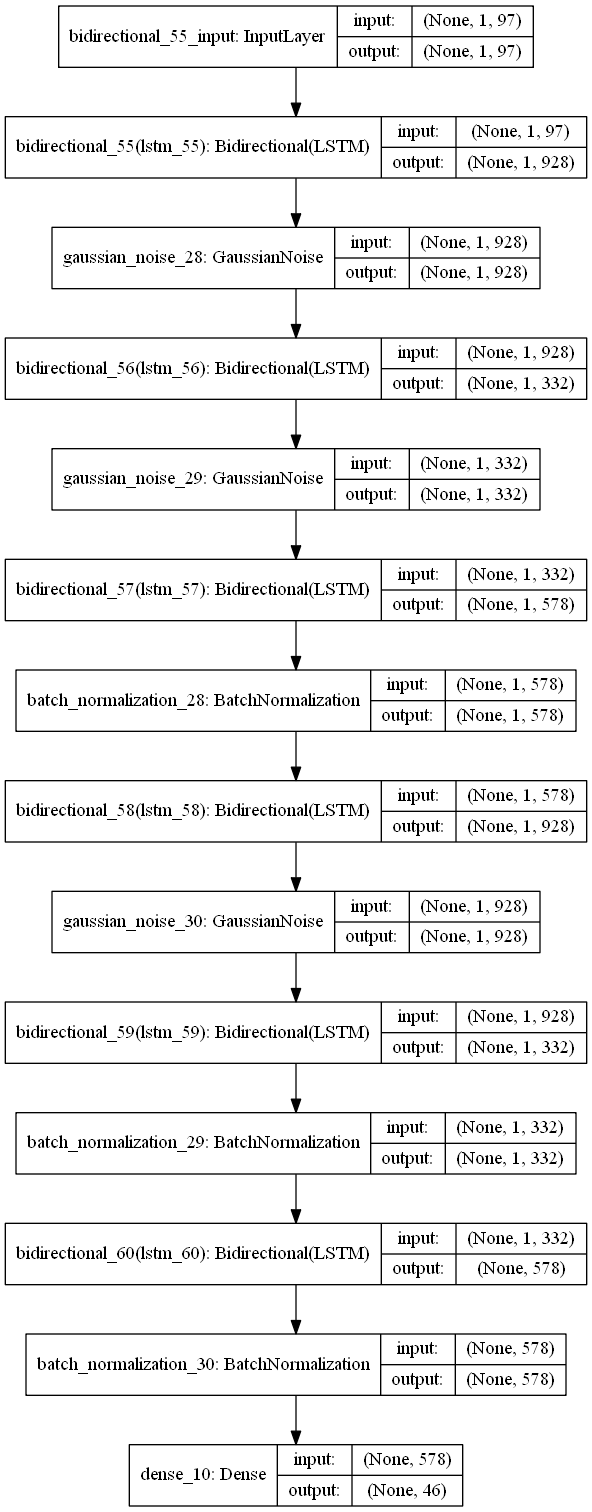 bidirectional_55_input: InputLayer
input: (None, 1, 97)
output: (None, 1, 97)
bidirectional_55(lstm_55): Bidirectional(LSTM)
input: (None, 1, 97)
output: (None, 1, 928)
gaussian_noise_28: GaussianNoise
input: (None, 1, 928)
output: (None, 1, 928)
bidirectional_56(lstm_56): Bidirectional(LSTM)
input: (None, 1, 928)
output: (None, 1, 332)
gaussian_noise_29: GaussianNoise
input: (None, 1, 332)
output: (None, 1, 332)
bidirectional_57(lstm_57): Bidirectional(LSTM)
input: (None, 1, 332)
output: (None, 1, 578)
batch_normalization_28: BatchNormalization
input: (None, 1, 578)
output: (None, 1, 578)
bidirectional_58(lstm_58): Bidirectional(LSTM)
input: (None, 1, 578)
output: (None, 1, 928)
gaussian_noise_30: GaussianNoise
input: (None, 1, 928)
output: (None, 1, 928)
bidirectional_59(lstm_59): Bidirectional(LSTM)
input: (None, 1, 928)
output: (None, 1, 332)
batch_normalization_29: BatchNormalization
input: (None, 1, 332)
output: (None, 1, 332)
bidirectional_60(lstm_60): Bidirectional(LSTM)
input: (None, 1, 332)
output: (None, 578)
batch_normalization_30: BatchNormalization
input: (None, 578)
output: (None, 578)
dense_10: Dense
input: (None, 578)
output: (None, 46)